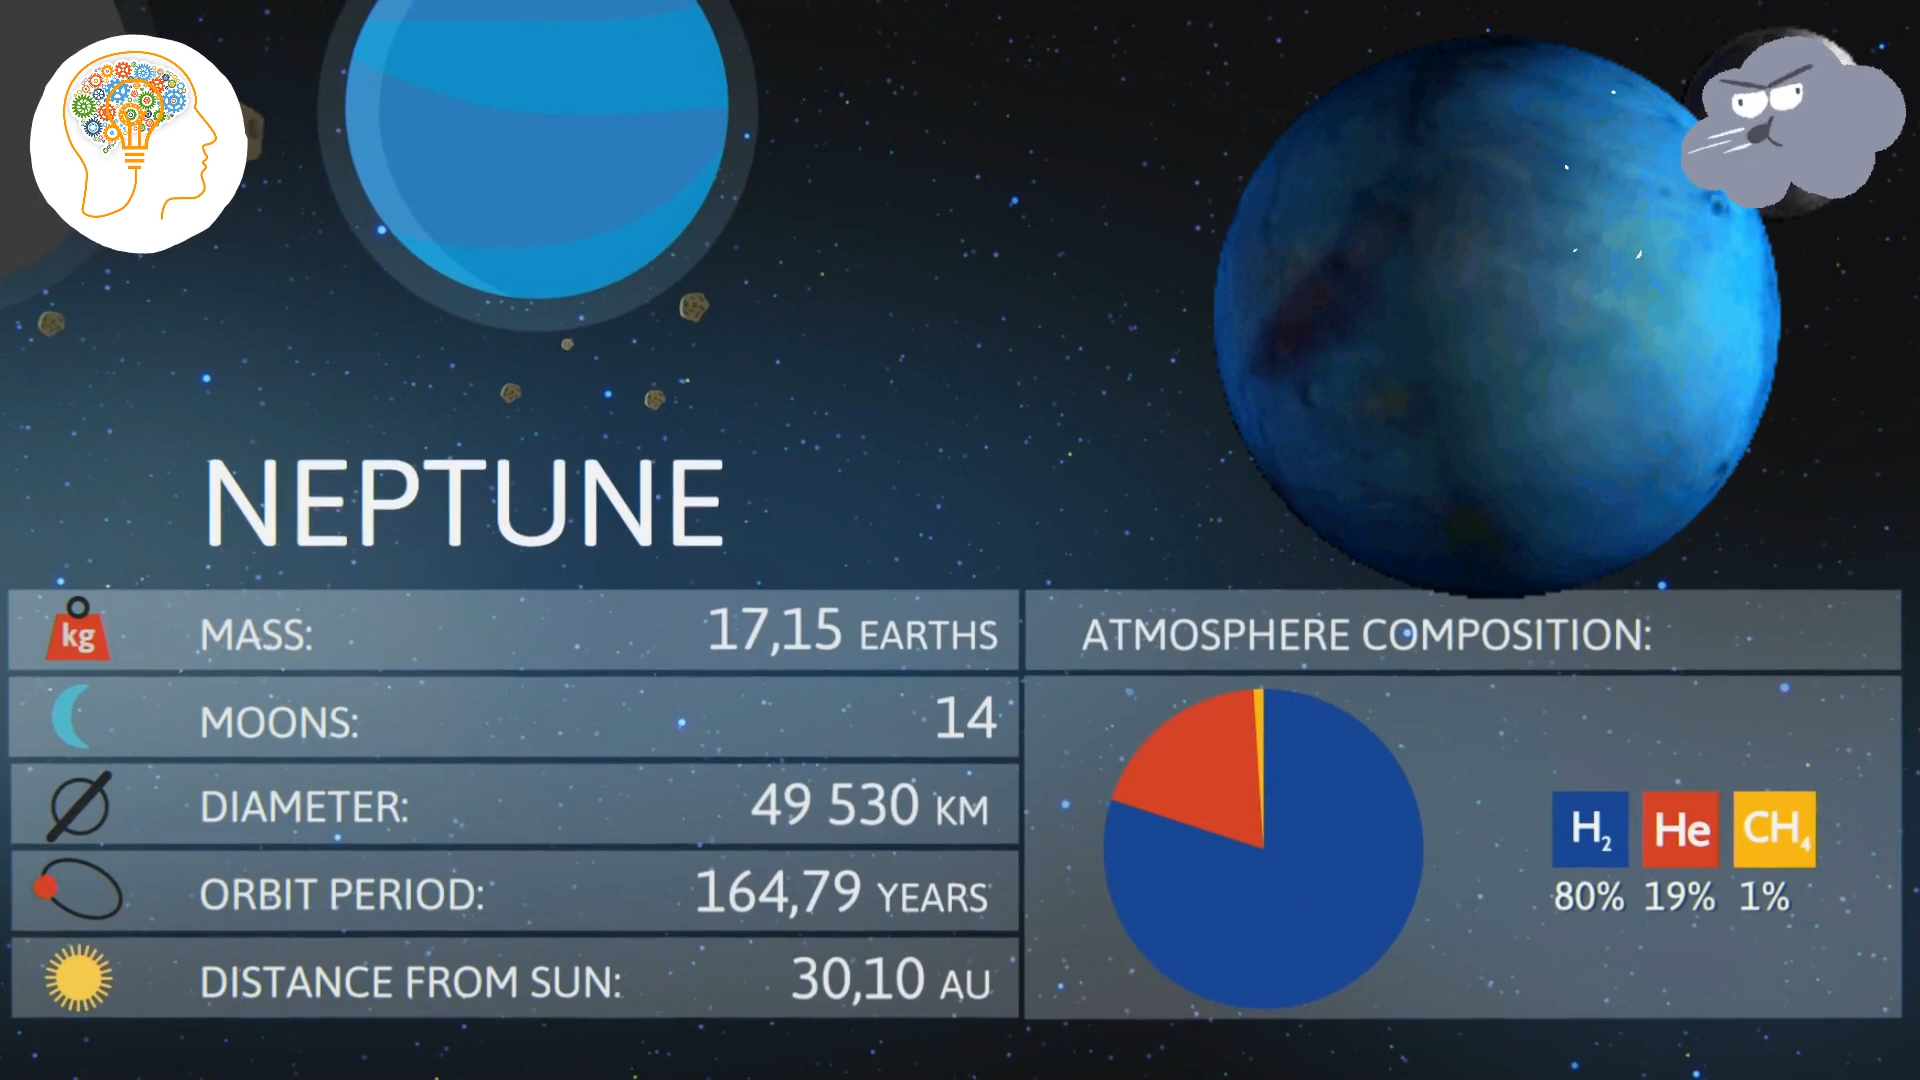 NEPTUNE
kg
MASS: 17,15 EARTHS
MOONS: 14
DIAMETER: 49 530 KM
ORBIT PERIOD: 164,79 YEARS
DISTANCE FROM SUN: 30,10 AU
ATMOSPHERE COMPOSITION:
H₂ He CH₄
80% 19% 1%